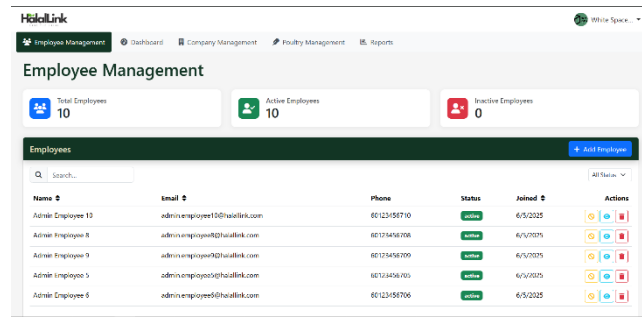 HalalLink
White Space...
Employee Management Dashboard Company Management Poultry Management Reports
Employee Management
Total Employees
10
Active Employees
10
Inactive Employees
0
Employees
+ Add Employee
Search...
All Status
Name Email Phone Status Joined Actions
Admin Employee 10 admin.employee10@halallink.com 60123456710 active 6/5/2025
Admin Employee 8 admin.employee8@halallink.com 60123456708 active 6/5/2025
Admin Employee 9 admin.employee9@halallink.com 60123456709 active 6/5/2025
Admin Employee 5 admin.employee5@halallink.com 60123456705 active 6/5/2025
Admin Employee 6 admin.employee6@halallink.com 60123456706 active 6/5/2025